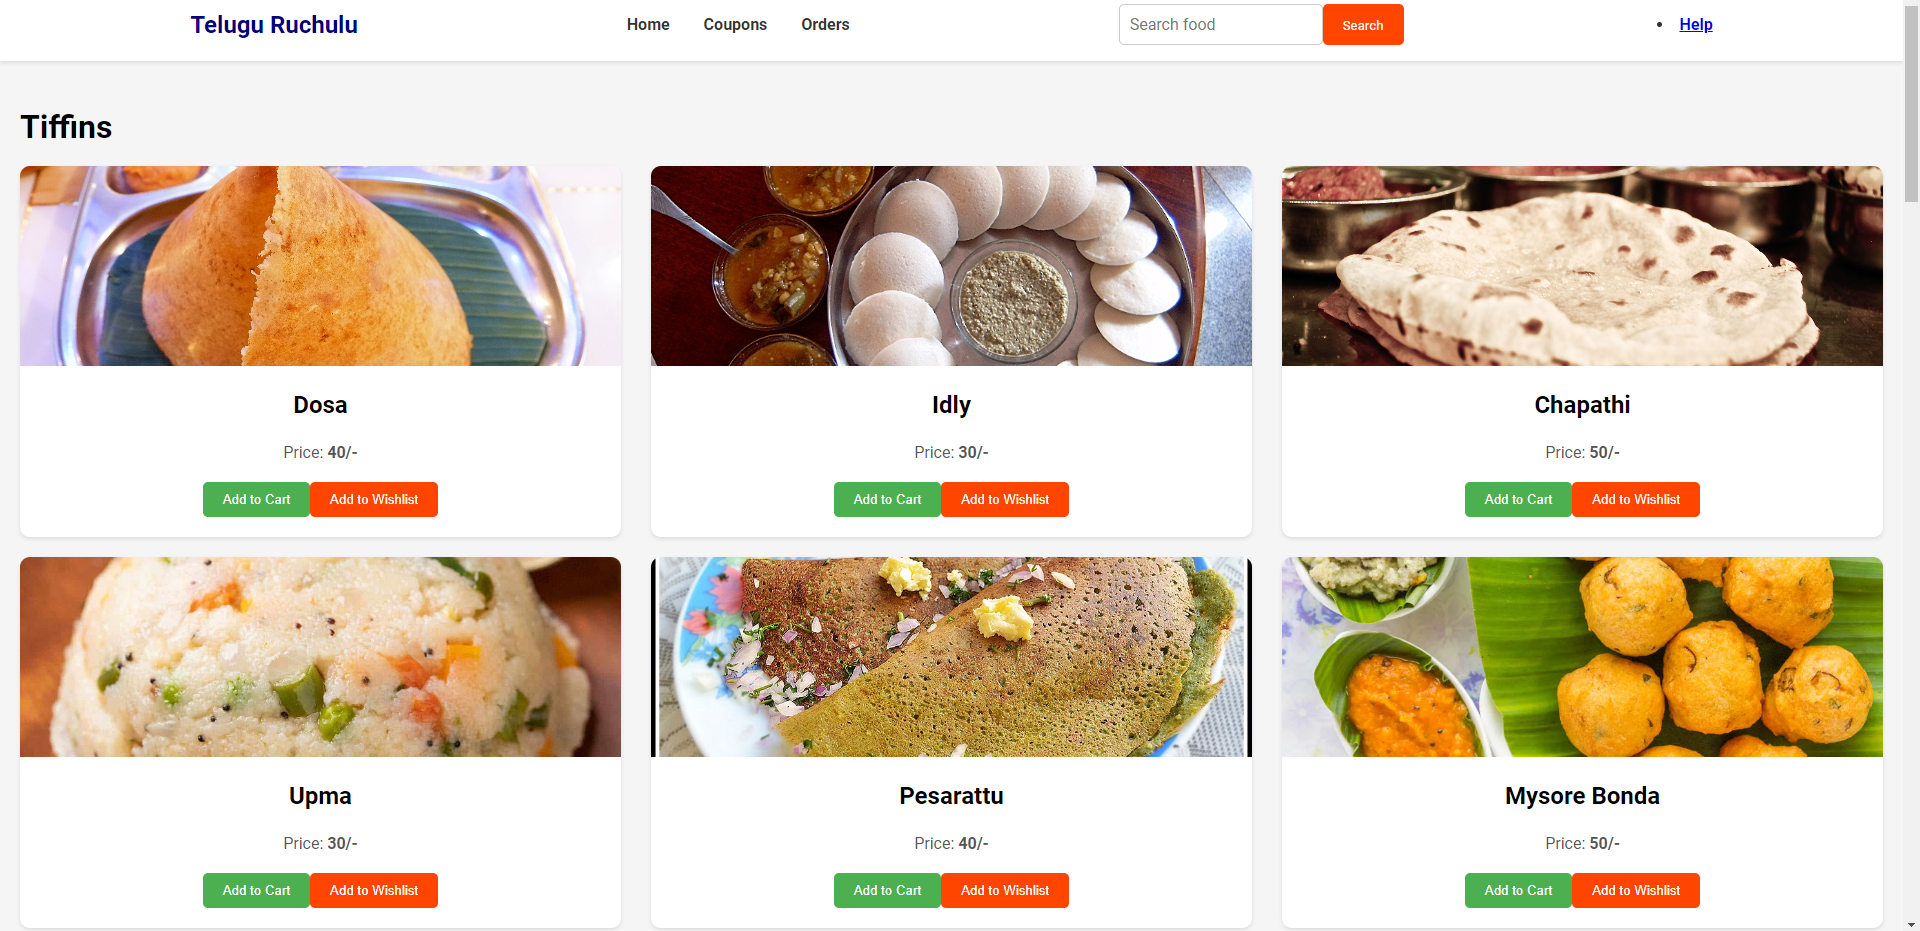 Telugu Ruchulu Home Coupons Orders Search food Search • Help
Tiffins
Dosa Idly Chapathi
Price: 40/- Price: 30/- Price: 50/-
Add to Cart Add to Wishlist Add to Cart Add to Wishlist Add to Cart Add to Wishlist
Upma Pesarattu Mysore Bonda
Price: 30/- Price: 40/- Price: 50/-
Add to Cart Add to Wishlist Add to Cart Add to Wishlist Add to Cart Add to Wishlist